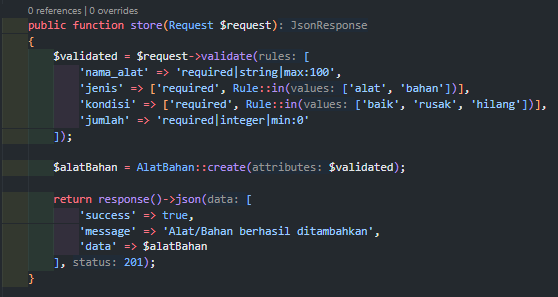 0 references | 0 overrides
public function store(Request $request): JsonResponse
{
    $validated = $request->validate(rules: [
        'nama_alat' => 'required|string|max:100',
        'jenis' => ['required', Rule::in(values: ['alat', 'bahan'])],
        'kondisi' => ['required', Rule::in(values: ['baik', 'rusak', 'hilang'])],
        'jumlah' => 'required|integer|min:0'
    ]);

    $alatBahan = AlatBahan::create(attributes: $validated);

    return response()->json(data: [
        'success' => true,
        'message' => 'Alat/Bahan berhasil ditambahkan',
        'data' => $alatBahan
    ], status: 201);
}